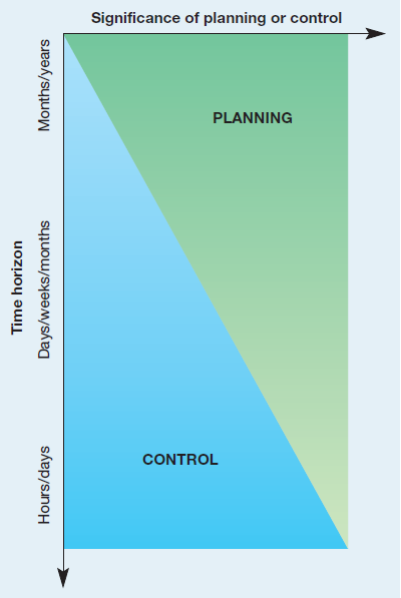 Significance of planning or control
Months/years
PLANNING
Time horizon
Days/weeks/months
CONTROL
Hours/days